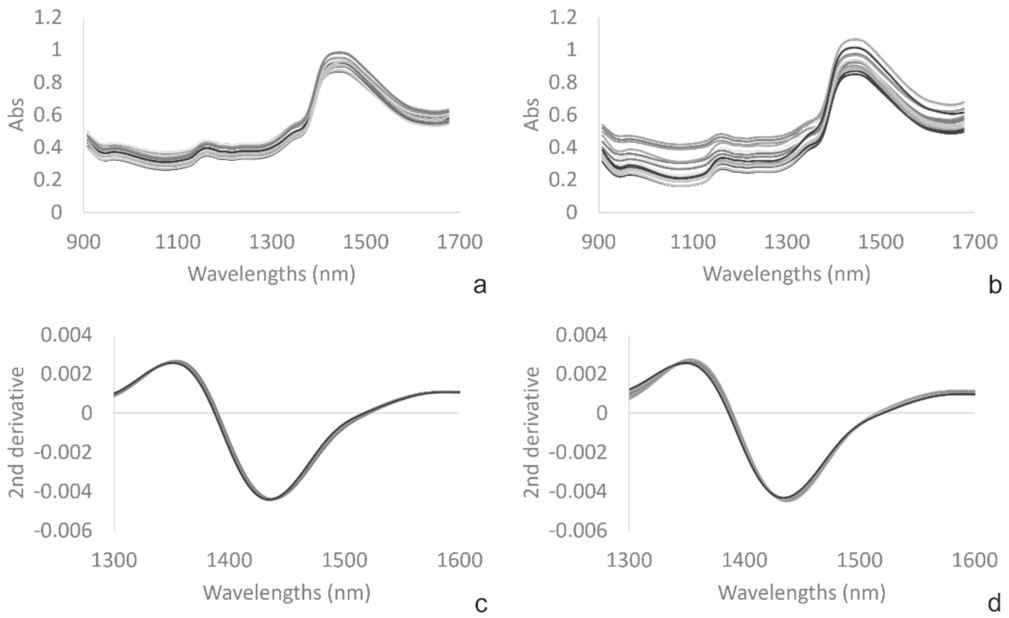 1.2
1
0.8
0.6
0.4
0.2
0
Abs
900 1100 1300 1500 1700
Wavelengths (nm)
a
1.2
1
0.8
0.6
0.4
0.2
0
Abs
900 1100 1300 1500 1700
Wavelengths (nm)
b
0.004
0.002
0
-0.002
-0.004
-0.006
2nd derivative
1300 1400 1500 1600
Wavelengths (nm)
c
0.004
0.002
0
-0.002
-0.004
-0.006
2nd derivative
1300 1400 1500 1600
Wavelengths (nm)
d